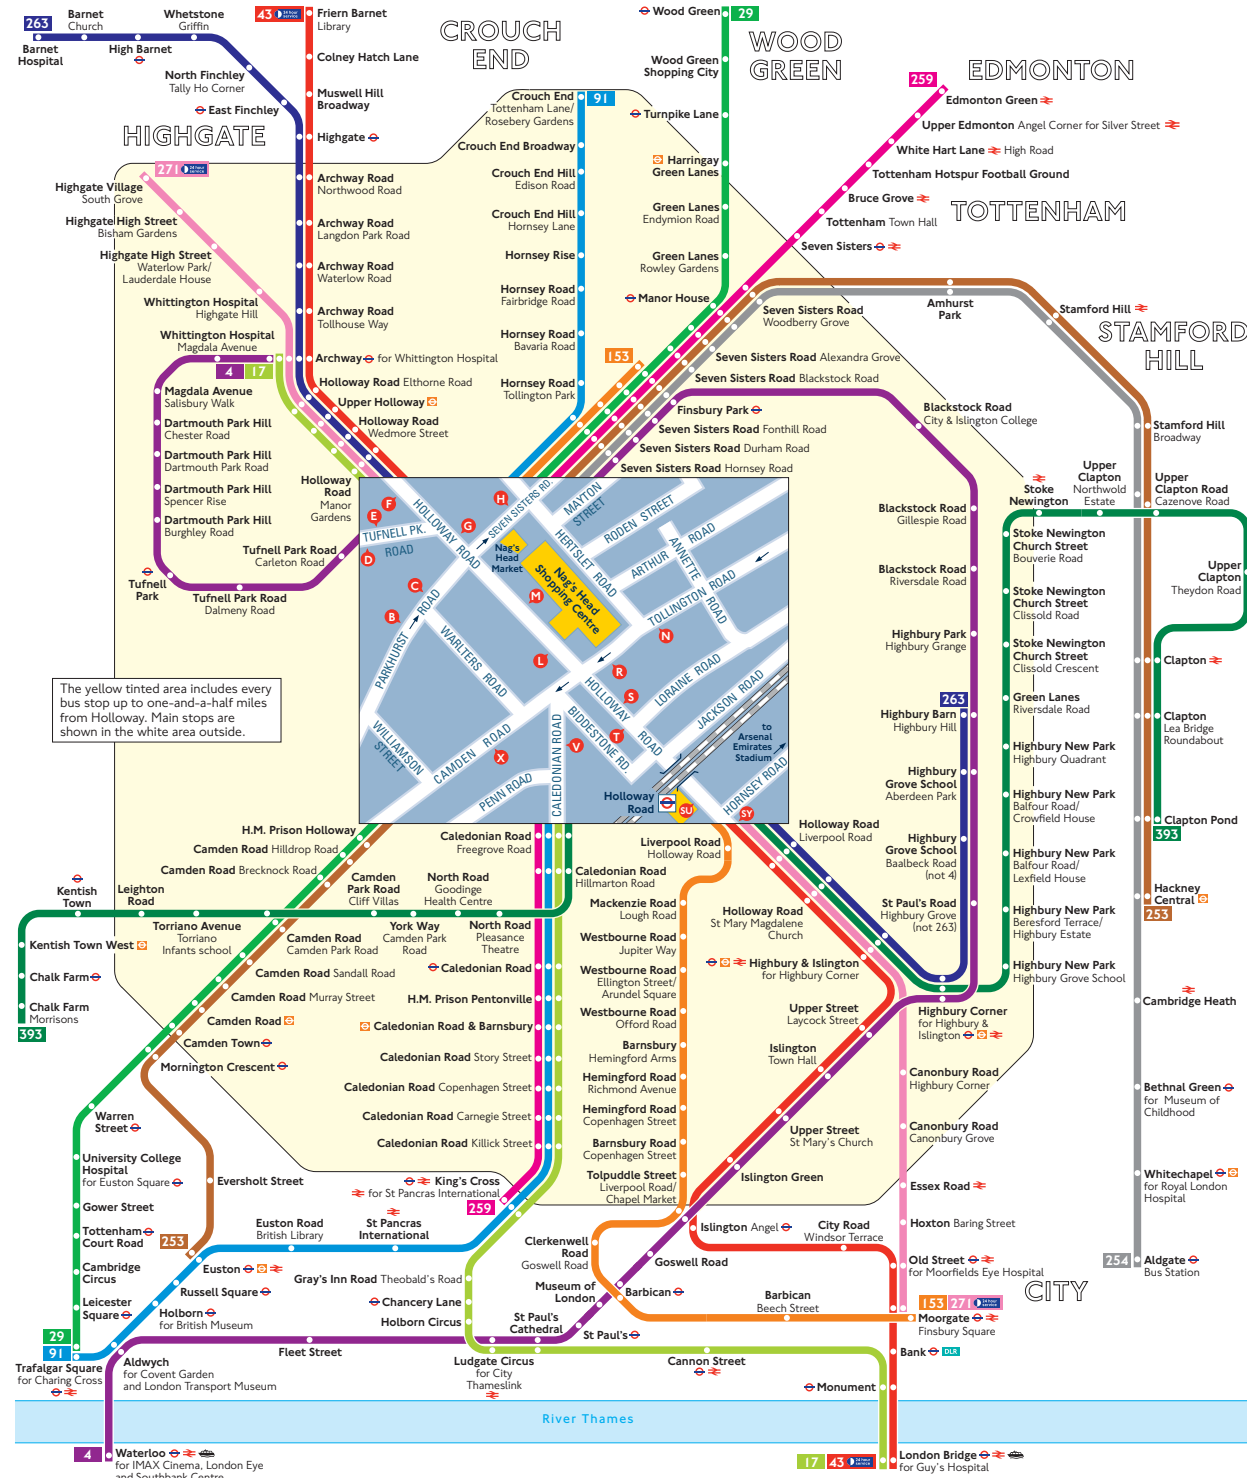 263
Barnet
Church
Whetstone
Griffin
Barnet
Hospital
High Barnet
North Finchley
Tally Ho Corner
East Finchley
43
24 hour
service
Friern Barnet
Library
Colney Hatch Lane
Muswell Hill
Broadway
Highgate
Archway Road
Northwood Road
Archway Road
Langdon Park Road
Archway Road
Waterlow Road
Archway Road
Tollhouse Way
Archway for Whittington Hospital
Holloway Road Elthorne Road
Upper Holloway
Holloway Road
Wedmore Street
CROUCH
END
Crouch End
Tottenham Lane/
Rosebery Gardens
91
Crouch End Broadway
Crouch End Hill
Edison Road
Crouch End Hill
Hornsey Lane
Hornsey Rise
Hornsey Road
Fairbridge Road
Hornsey Road
Bavaria Road
Hornsey Road
Tollington Park
Wood Green
29
WOOD
GREEN
Wood Green
Shopping City
Turnpike Lane
Harringay
Green Lanes
Green Lanes
Endymion Road
Green Lanes
Rowley Gardens
Manor House
EDMONTON
259
Edmonton Green
Upper Edmonton Angel Corner for Silver Street
White Hart Lane High Road
Tottenham Hotspur Football Ground
Bruce Grove
TOTTENHAM
Tottenham Town Hall
Seven Sisters
HIGHGATE
271
24 hour
service
Highgate Village
South Grove
Highgate High Street
Bisham Gardens
Highgate High Street
Waterlow Park/
Lauderdale House
Whittington Hospital
Highgate Hill
Whittington Hospital
Magdala Avenue
4
17
Magdala Avenue
Salisbury Walk
Dartmouth Park Hill
Chester Road
Dartmouth Park Hill
Dartmouth Park Road
Dartmouth Park Hill
Spencer Rise
Dartmouth Park Hill
Burghley Road
Tufnell Park Road
Carleton Road
Tufnell
Park
Tufnell Park Road
Dalmeny Road
Holloway
Road
Manor
Gardens
153
Seven Sisters Road
Woodberry Grove
Seven Sisters Road Alexandra Grove
Seven Sisters Road Blackstock Road
Finsbury Park
Seven Sisters Road Fonthill Road
Seven Sisters Road Durham Road
Seven Sisters Road Hornsey Road
Amhurst
Park
Stamford Hill
STAMFORD
HILL
Stamford Hill
Broadway
Blackstock Road
City & Islington College
Stoke
Newington
Upper
Clapton
Northwold
Estate
Upper
Clapton Road
Cazenove Road
Blackstock Road
Gillespie Road
Blackstock Road
Riversdale Road
Highbury Park
Highbury Grange
263
Highbury Barn
Highbury Hill
Highbury
Grove School
Aberdeen Park
Highbury
Grove School
Baalbeck Road
(not 4)
St Paul's Road
Highbury Grove
(not 263)
Stoke Newington
Church Street
Bouverie Road
Stoke Newington
Church Street
Clissold Road
Stoke Newington
Church Street
Clissold Crescent
Green Lanes
Riversdale Road
Highbury New Park
Highbury Quadrant
Highbury New Park
Balfour Road/
Crowfield House
Highbury New Park
Balfour Road/
Lexfield House
Highbury New Park
Beresford Terrace/
Highbury Estate
Highbury New Park
Highbury Grove School
Upper
Clapton
Theydon Road
Clapton
Clapton
Lea Bridge
Roundabout
Clapton Pond
393
Hackney
Central
253
Cambridge Heath
Bethnal Green
for Museum of
Childhood
Whitechapel
for Royal London
Hospital
254
Aldgate
Bus Station
The yellow tinted area includes every
bus stop up to one-and-a-half miles
from Holloway. Main stops are
shown in the white area outside.
HOLLOWAY ROAD
SEVEN SISTERS RD.
MAYTON
STREET
RODEN STREET
HERTSLET ROAD
ARTHUR ROAD
ANNETTE ROAD
TOLLINGTON ROAD
TUFNELL PK.
ROAD
PARKHURST ROAD
WARLTERS ROAD
WILLIAMSON
STREET
CAMDEN ROAD
PENN ROAD
CALEDONIAN ROAD
BIDDESTONE RD.
HOLLOWAY ROAD
LORAINE ROAD
JACKSON ROAD
HORNSEY ROAD
Nag's
Head
Market
Nag's Head
Shopping Centre
to
Arsenal
Emirates
Stadium
Holloway
Road
F
E
D
G
H
C
B
M
N
L
R
S
T
V
X
SU
SY
H.M. Prison Holloway
Camden Road Hilldrop Road
Camden Road Brecknock Road
Kentish
Town
Leighton
Road
Camden
Park Road
Cliff Villas
North Road
Goodinge
Health Centre
Torriano Avenue
Torriano
Infants school
Camden Road
Camden Park Road
York Way
Camden Park
Road
North Road
Pleasance
Theatre
Kentish Town West
Chalk Farm
Chalk Farm
Morrisons
393
Camden Road Sandall Road
Camden Road Murray Street
Camden Road
Camden Town
Mornington Crescent
Warren
Street
University College
Hospital
for Euston Square
Gower Street
Tottenham
Court Road
Cambridge
Circus
Leicester
Square
29
91
Trafalgar Square
for Charing Cross
Eversholt Street
253
Euston
Russell Square
Holborn
for British Museum
Euston Road
British Library
St Pancras
International
Caledonian Road
Freegrove Road
Caledonian Road
Hillmarton Road
Caledonian Road
H.M. Prison Pentonville
Caledonian Road & Barnsbury
Caledonian Road Story Street
Caledonian Road Copenhagen Street
Caledonian Road Carnegie Street
Caledonian Road Killick Street
King's Cross
for St Pancras International
259
Gray's Inn Road Theobald's Road
Chancery Lane
Holborn Circus
Liverpool Road
Holloway Road
Mackenzie Road
Lough Road
Westbourne Road
Jupiter Way
Westbourne Road
Ellington Street/
Arundel Square
Westbourne Road
Offord Road
Barnsbury
Hemingford Arms
Hemingford Road
Richmond Avenue
Hemingford Road
Copenhagen Street
Barnsbury Road
Copenhagen Street
Tolpuddle Street
Liverpool Road/
Chapel Market
Clerkenwell
Road
Goswell Road
Museum of
London
Barbican
Barbican
Beech Street
Holloway Road
Liverpool Road
Holloway Road
St Mary Magdalene
Church
Highbury & Islington
for Highbury Corner
Upper Street
Laycock Street
Islington
Town Hall
Upper Street
St Mary's Church
Islington Green
Islington Angel
City Road
Windsor Terrace
Goswell Road
Highbury Corner
for Highbury &
Islington
Canonbury Road
Highbury Corner
Canonbury Road
Canonbury Grove
Essex Road
Hoxton Baring Street
Old Street
for Moorfields Eye Hospital
CITY
153
271
24 hour
service
Moorgate
Finsbury Square
Bank
DLR
St Paul's
Cathedral
St Paul's
Aldwych
for Covent Garden
and London Transport Museum
Fleet Street
Ludgate Circus
for City
Thameslink
Cannon Street
Monument
River Thames
4
Waterloo
for IMAX Cinema, London Eye
and Southbank Centre
17
43
24 hour
service
London Bridge
for Guy's Hospital